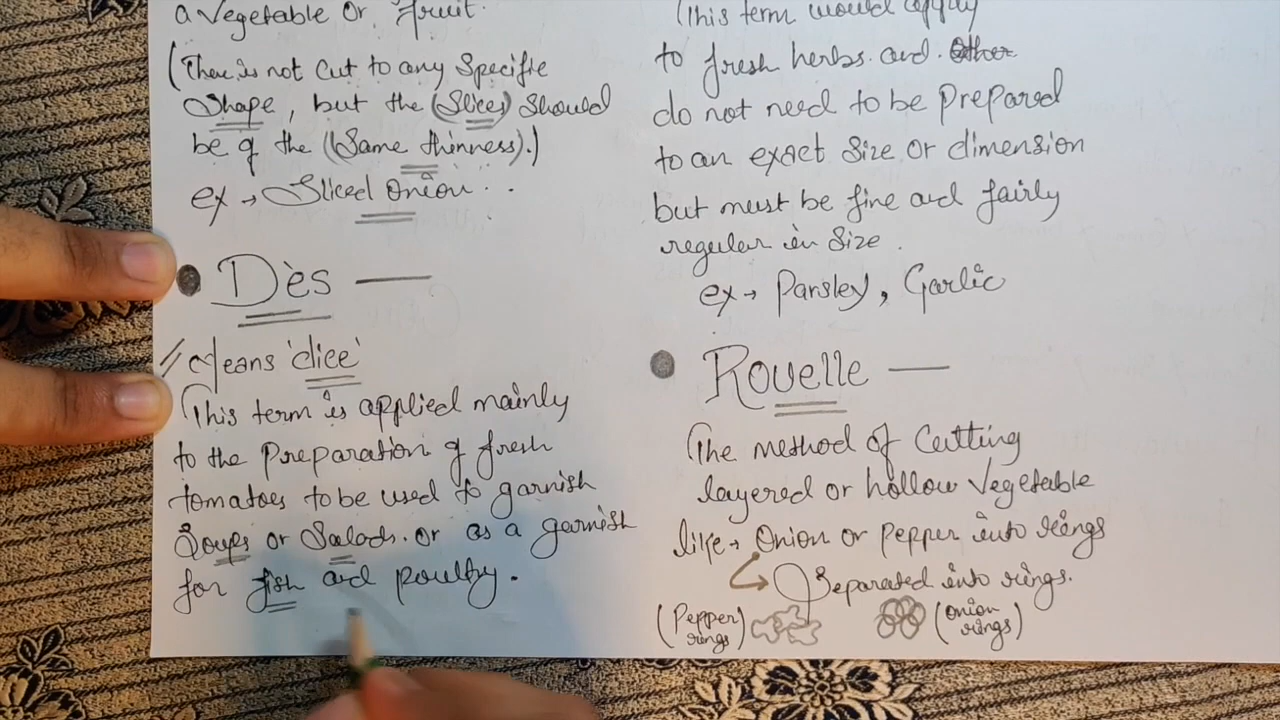 a Vegetable Or Fruit.
(There is not Cut to any Specific
Shape, but the (Slices) Should
be of the (Same thinness).)
ex → Sliced Onion . .
Dès —
Means 'dice'
This term is applied mainly
to the Preparation of fresh
tomatoes to be used to garnish
Soups or Salads. or as a garnish
for fish and poultry.
(This term would apply
to fresh herbs. and. Other
do not need to be Prepared
to an exact Size or dimension
but must be fine and fairly
regular in Size.
ex → Parsley, Garlic
Rouelle —
The method of Cutting
layered or hollow Vegetable
like → Onion or Pepper into rings
Separated into rings.
(Pepper rings) (Onion rings)